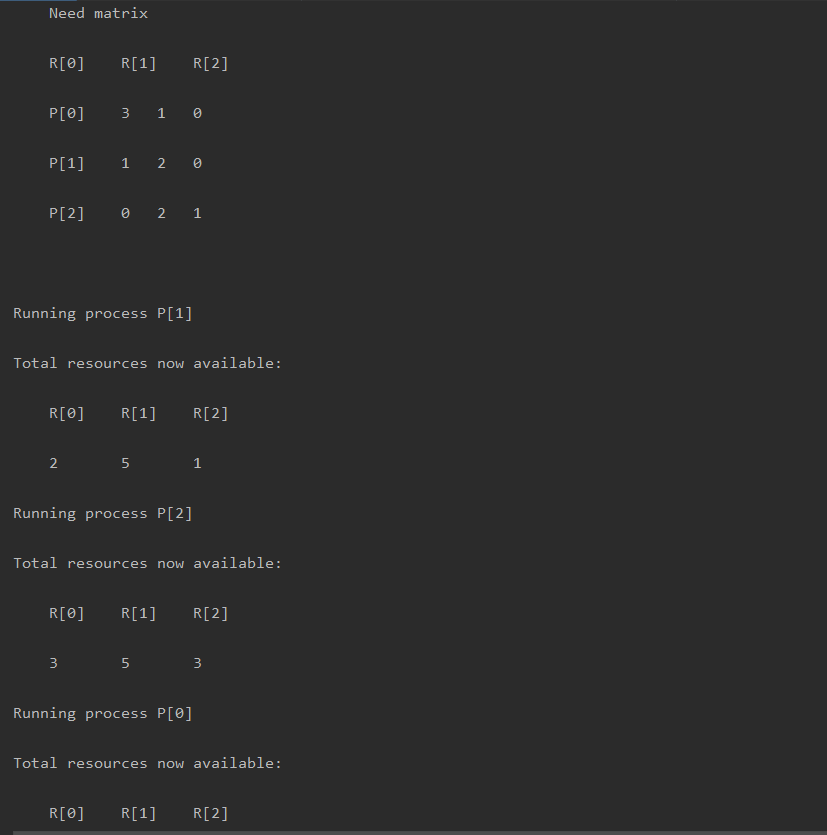 Need matrix
R[0] R[1] R[2]
P[0] 3 1 0
P[1] 1 2 0
P[2] 0 2 1
Running process P[1]
Total resources now available:
R[0] R[1] R[2]
2 5 1
Running process P[2]
Total resources now available:
R[0] R[1] R[2]
3 5 3
Running process P[0]
Total resources now available:
R[0] R[1] R[2]